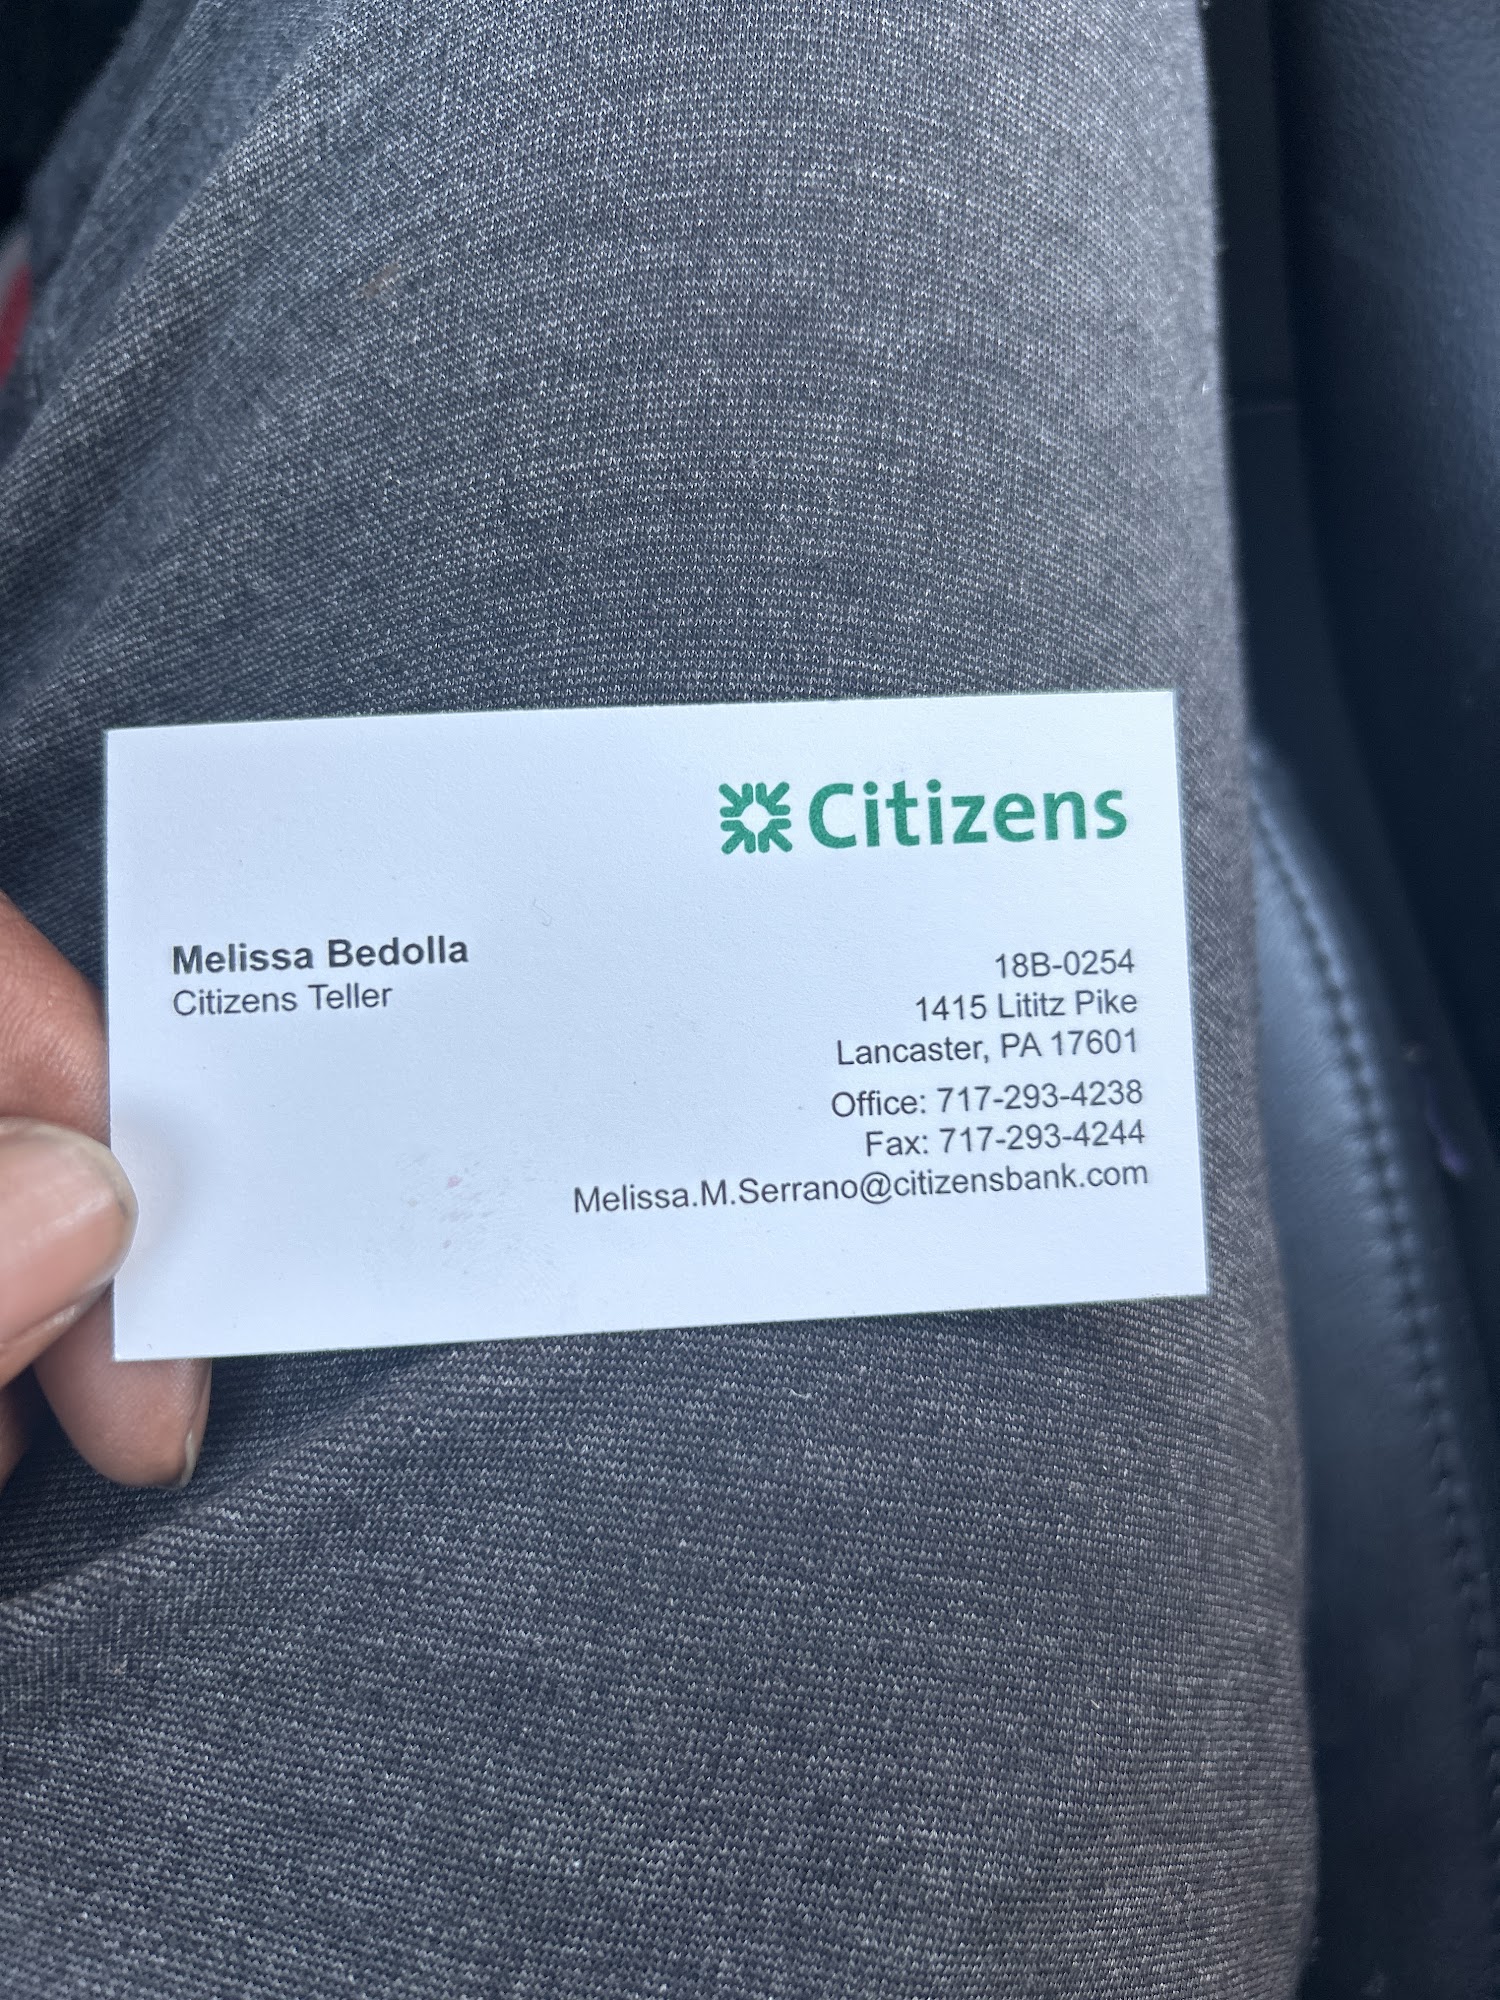 Citizens
Melissa Bedolla
Citizens Teller
18B-0254
1415 Lititz Pike
Lancaster, PA 17601
Office: 717-293-4238
Fax: 717-293-4244
Melissa.M.Serrano@citizensbank.com